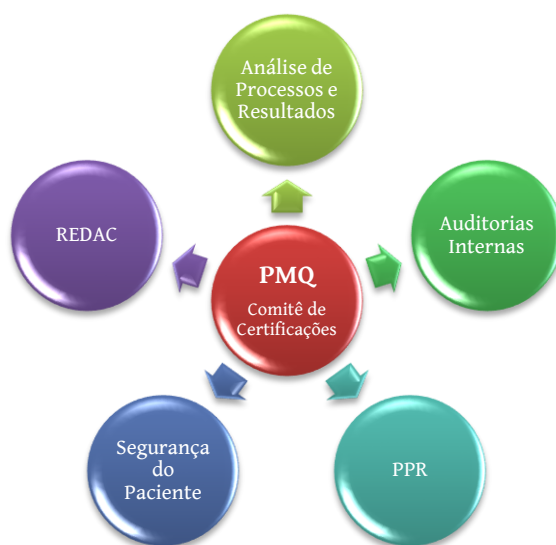 Análise de
Processos e
Resultados
REDAC
Auditorias
Internas
PMQ
Comitê de
Certificações
Segurança
do
Paciente
PPR